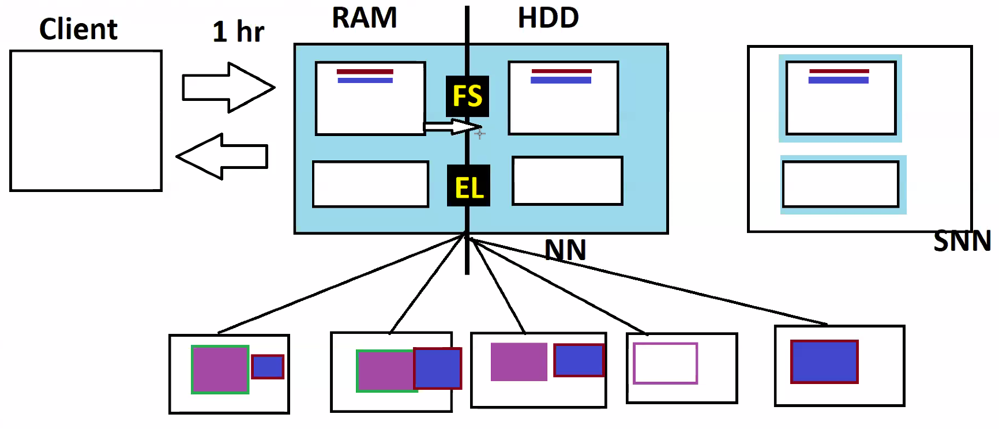 Client
1 hr
RAM
HDD
FS
EL
NN
SNN